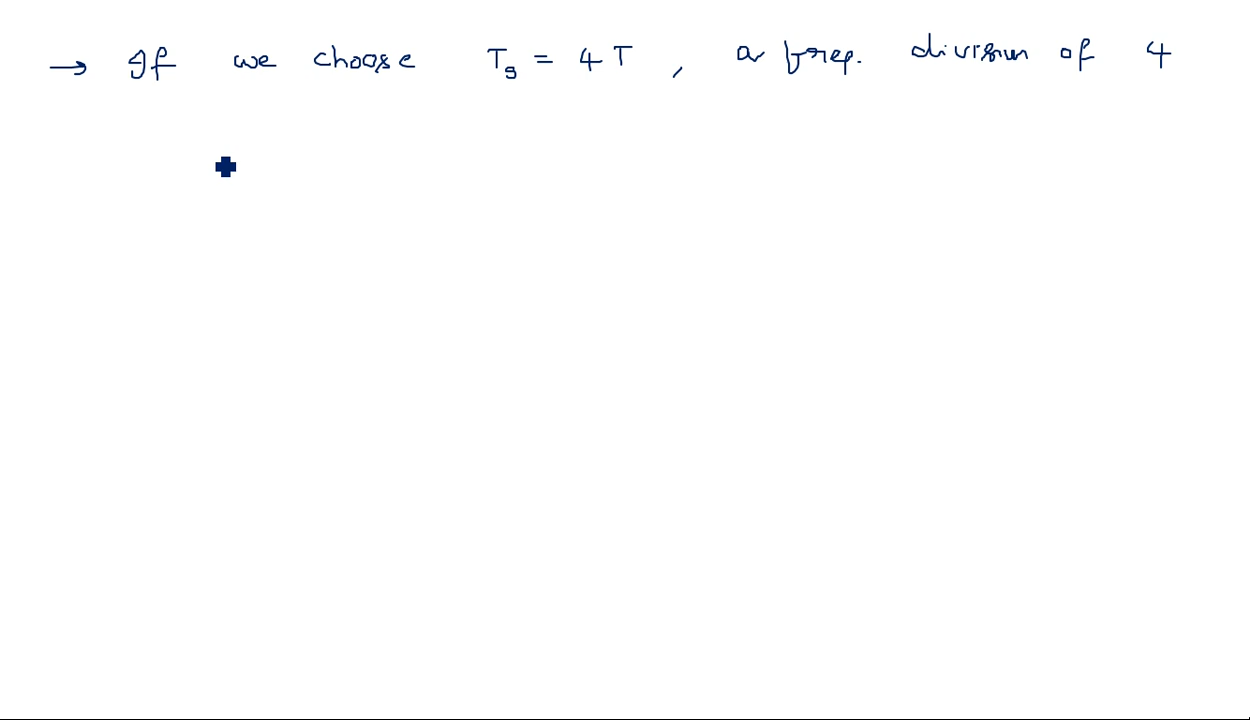 → If we choose Ts = 4T , a freq. division of 4